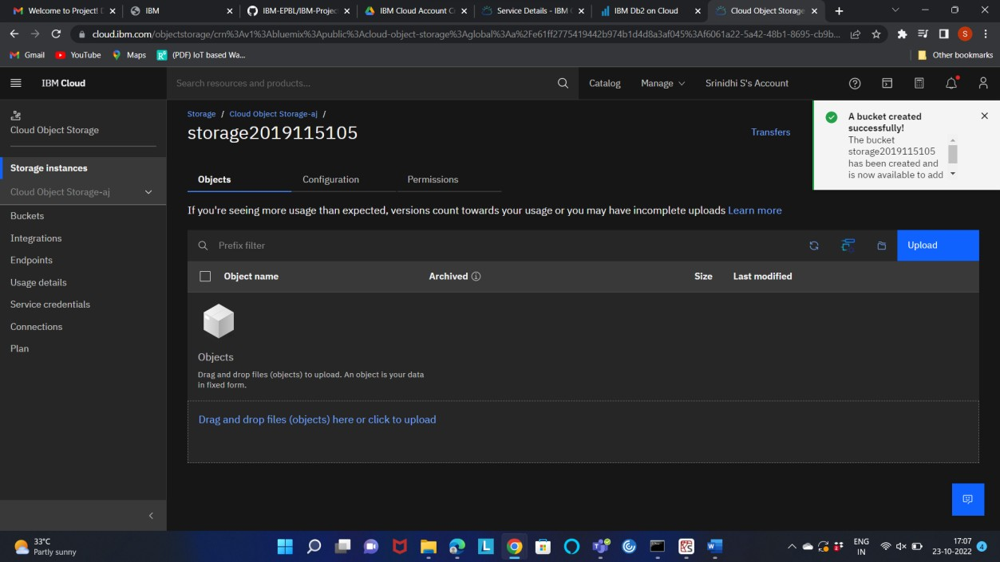 Welcome to Project! D
IBM
IBM-EPBL/IBM-Projec
IBM Cloud Account C
Service Details - IBM
IBM Db2 on Cloud
Cloud Object Storage
cloud.ibm.com/objectstorage/crn%3Av1%3Abluemix%3Apublic%3Acloud-object-storage%3Aglobal%3Aa%2Fe61ff2775419442b974b1d4d8a3af045%3Af6061a22-5a42-48b1-8695-cb9b...
S
Gmail
YouTube
Maps
(PDF) IoT based Wa...
Other bookmarks
IBM Cloud
Search resources and products...
Catalog
Manage
Srinidhi S's Account
Cloud Object Storage
Storage instances
Cloud Object Storage-aj
Buckets
Integrations
Endpoints
Usage details
Service credentials
Connections
Plan
Storage / Cloud Object Storage-aj /
storage2019115105
Transfers
A bucket created
successfully!
The bucket
storage2019115105
has been created and
is now available to add
Objects
Configuration
Permissions
If you're seeing more usage than expected, versions count towards your usage or you may have incomplete uploads Learn more
Prefix filter
Upload
Object name
Archived
Size
Last modified
Objects
Drag and drop files (objects) to upload. An object is your data
in fixed form.
Drag and drop files (objects) here or click to upload
33°C
Partly sunny
ENG
IN
17:07
23-10-2022
4